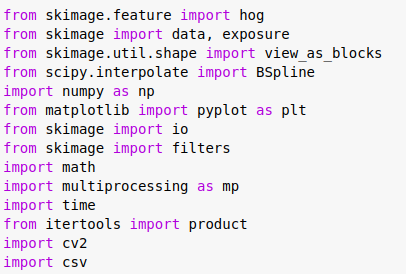 from skimage.feature import hog
from skimage import data, exposure
from skimage.util.shape import view_as_blocks
from scipy.interpolate import BSpline
import numpy as np
from matplotlib import pyplot as plt
from skimage import io
from skimage import filters
import math
import multiprocessing as mp
import time
from itertools import product
import cv2
import csv